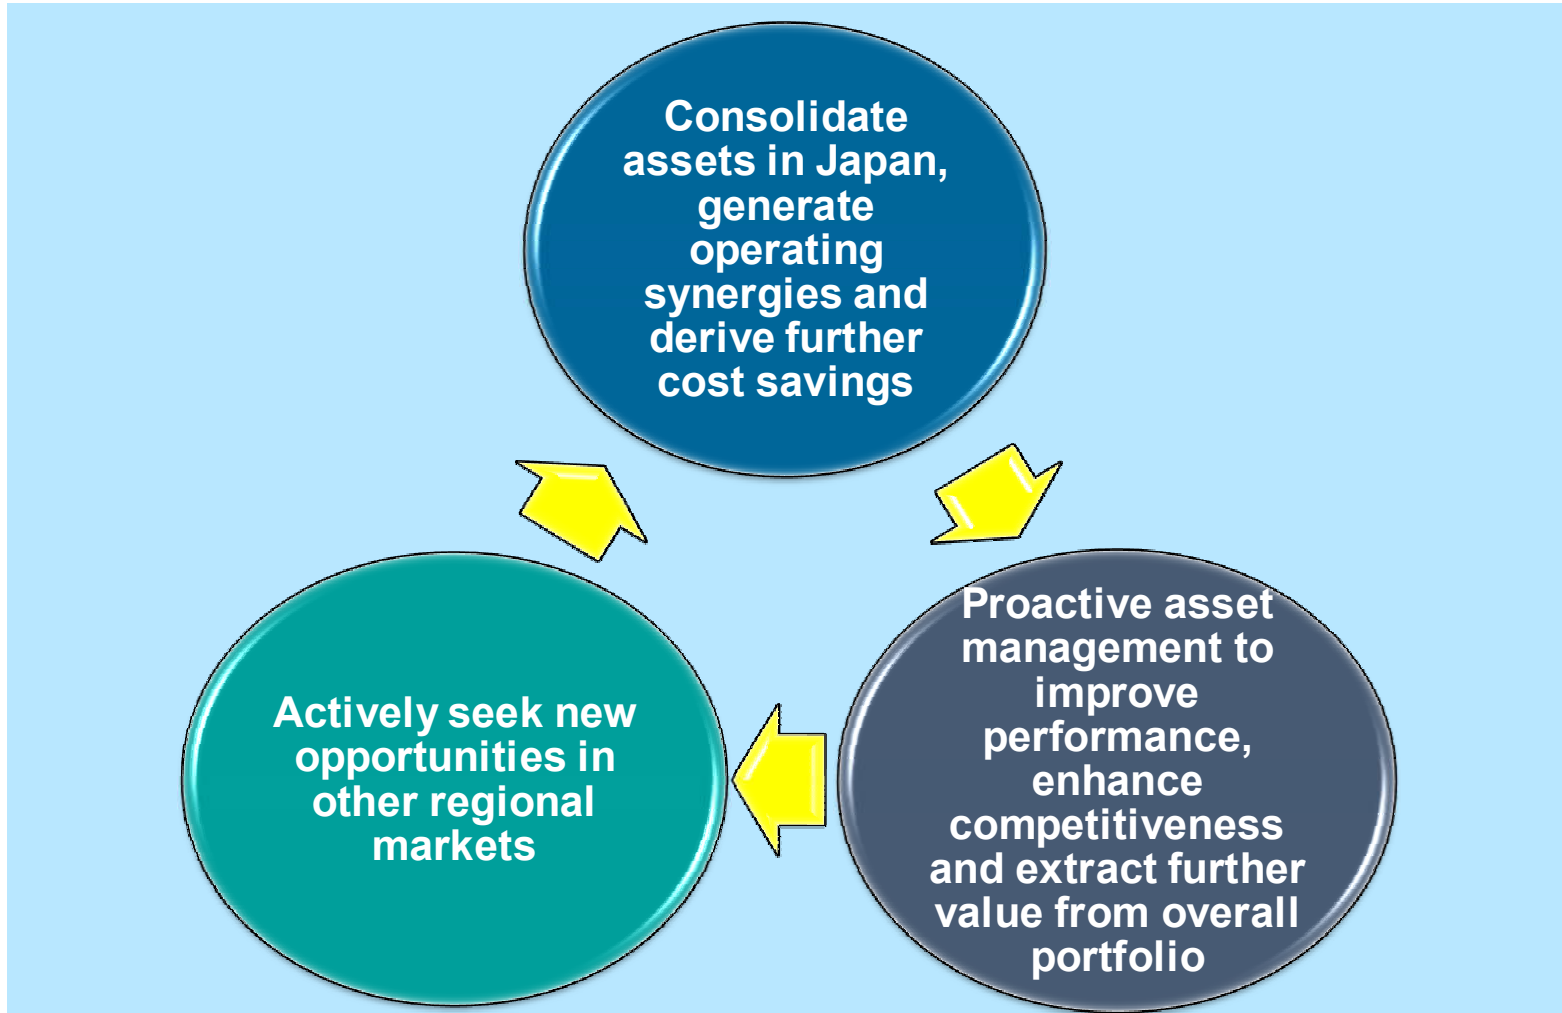 Consolidate
assets in Japan,
generate
operating
synergies and
derive further
cost savings
Proactive asset
management to
improve
performance,
enhance
competitiveness
and extract further
value from overall
portfolio
Actively seek new
opportunities in
other regional
markets